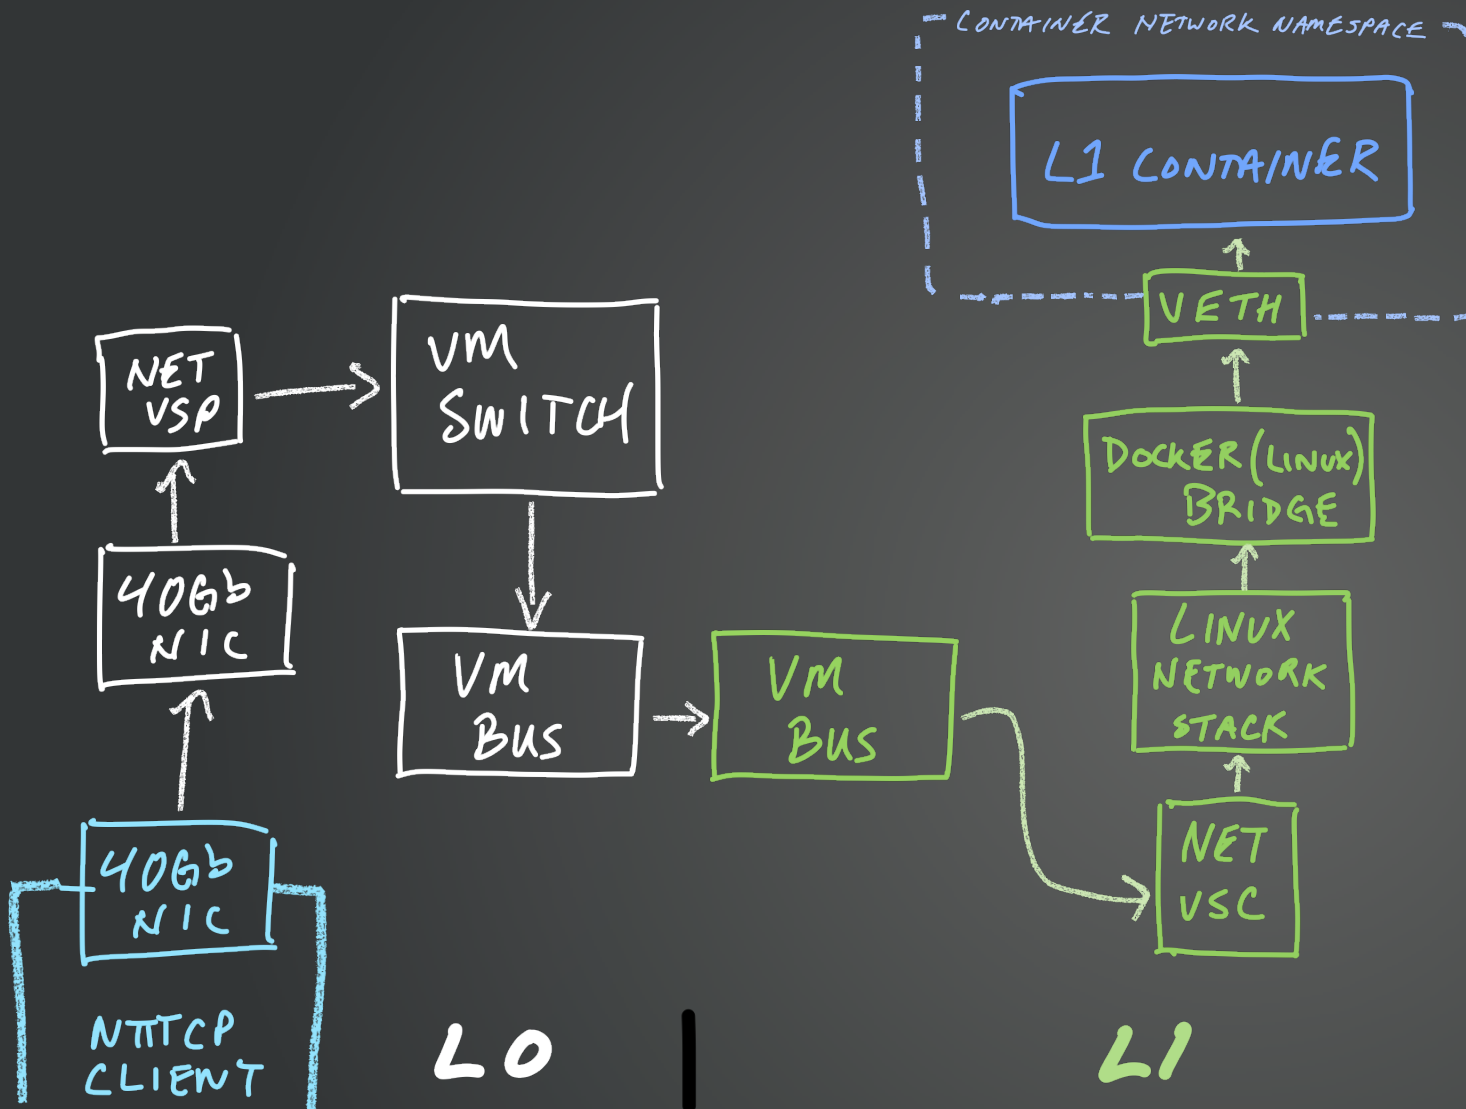 CONTAINER NETWORK NAMESPACE
L1 CONTAINER
VETH
NET
VSP
VM
SWITCH
DOCKER (LINUX)
BRIDGE
40Gb
NIC
VM
BUS
VM
BUS
LINUX
NETWORK
STACK
40Gb
NIC
NET
VSC
NTTTCP
CLIENT
L0
L1